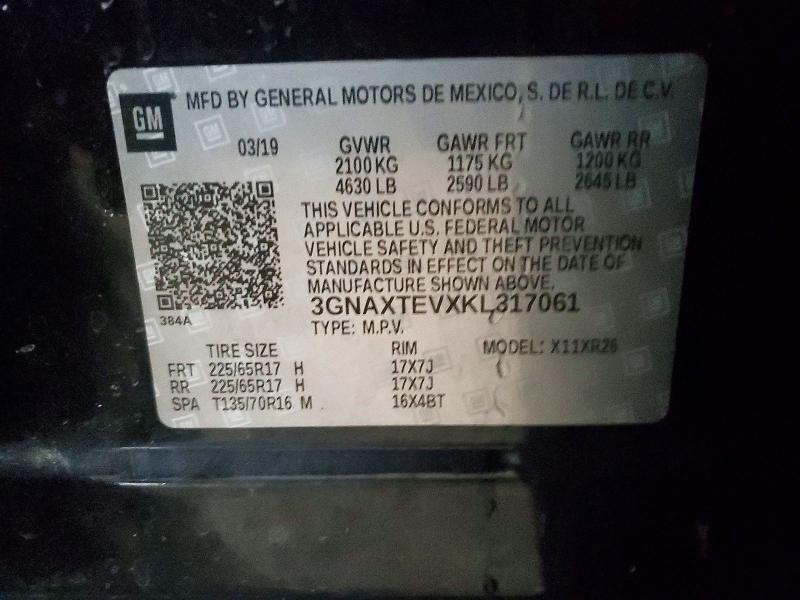 GM MFD BY GENERAL MOTORS DE MEXICO, S. DE R.L. DE C.V.
03/19 GVWR GAWR FRT GAWR RR
2100 KG 1175 KG 1200 KG
4630 LB 2590 LB 2645 LB
THIS VEHICLE CONFORMS TO ALL
APPLICABLE U.S. FEDERAL MOTOR
VEHICLE SAFETY AND THEFT PREVENTION
STANDARDS IN EFFECT ON THE DATE OF
MANUFACTURE SHOWN ABOVE.
3GNAXTEVXKL317061
384A
TYPE: M.P.V.
TIRE SIZE RIM MODEL: X11XR26
FRT 225/65R17 H 17X7J
RR 225/65R17 H 17X7J
SPA T135/70R16 M 16X4BT